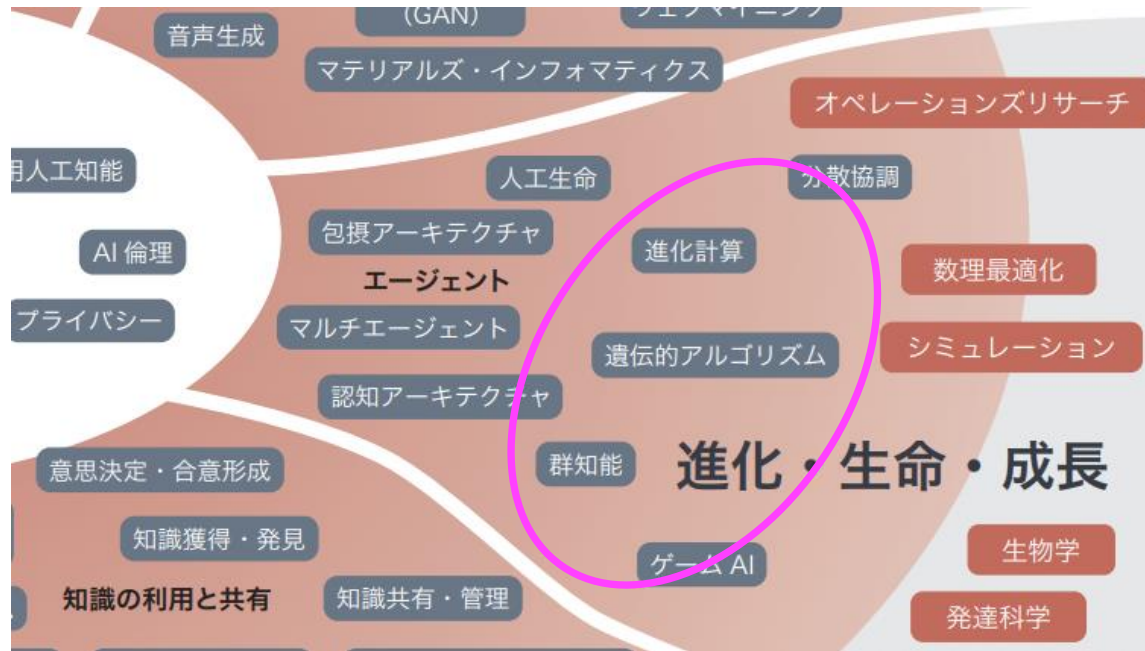 (GAN)
音声生成
マテリアルズ・インフォマティクス
オペレーションズリサーチ
人工知能
人工生命
分散協調
包摂アーキテクチャ
進化計算
AI 倫理
エージェント
数理最適化
プライバシー
マルチエージェント
遺伝的アルゴリズム
シミュレーション
認知アーキテクチャ
意思決定・合意形成
群知能
進化・生命・成長
知識獲得・発見
生物学
ゲーム AI
知識の利用と共有
知識共有・管理
発達科学